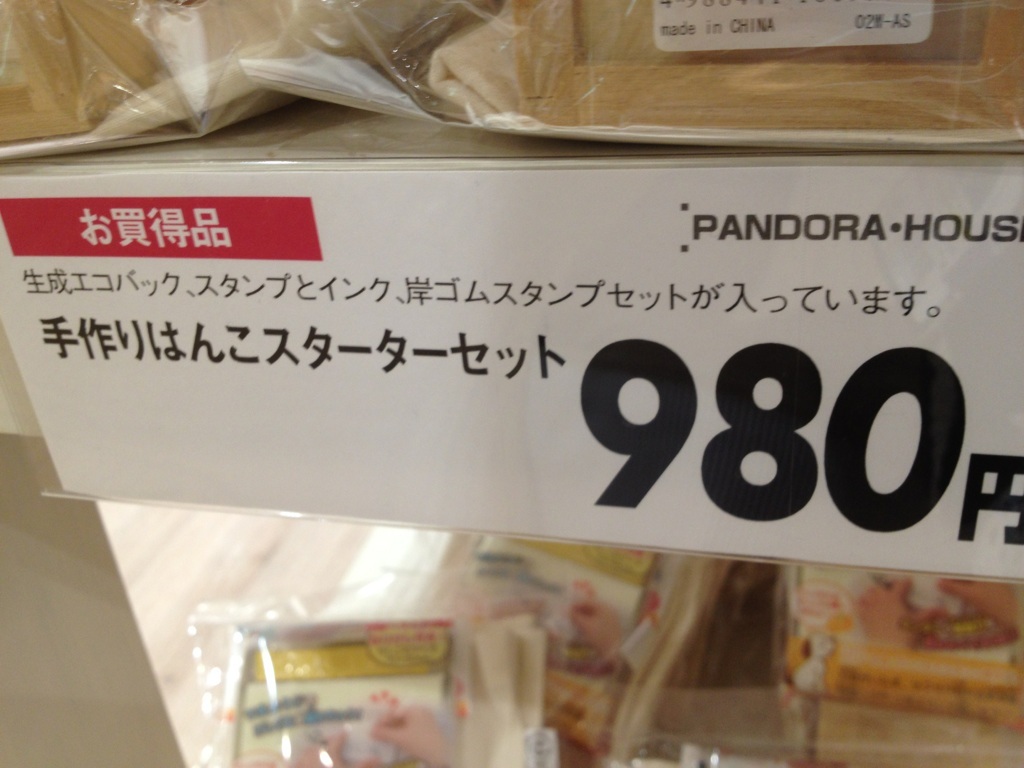 made in CHINA 02W-AS
お買得品
PANDORA・HOUS
生成エコバック、スタンプとインク、岸ゴムスタンプセットが入っています。
手作りはんこスターターセット
980円